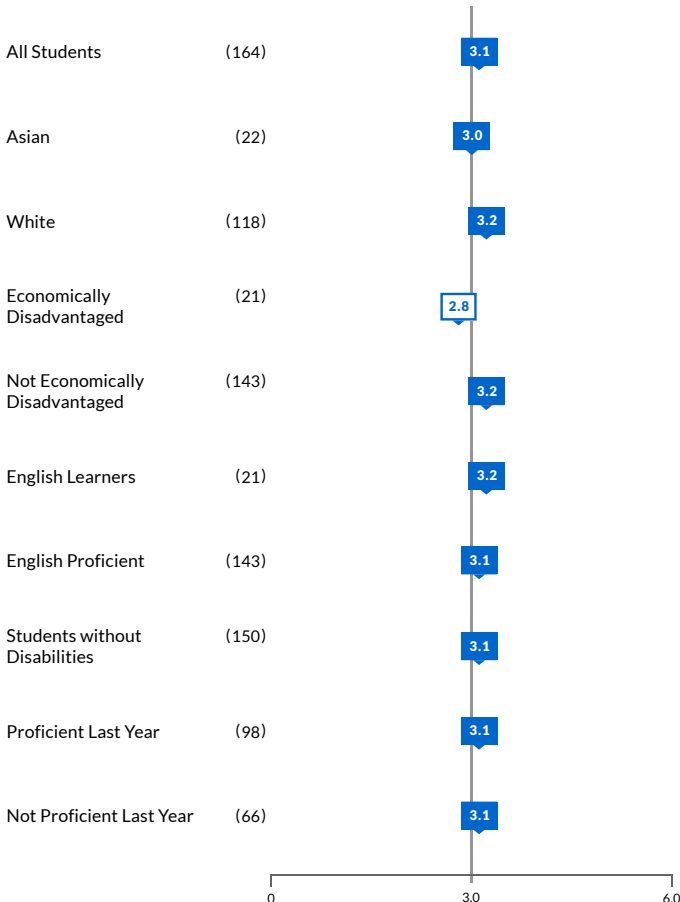 All Students (164) 3.1
Asian (22) 3.0
White (118) 3.2
Economically (21)
Disadvantaged
2.8
Not Economically (143)
Disadvantaged
3.2
English Learners (21) 3.2
English Proficient (143) 3.1
Students without (150)
Disabilities
3.1
Proficient Last Year (98) 3.1
Not Proficient Last Year (66) 3.1
0 3.0 6.0